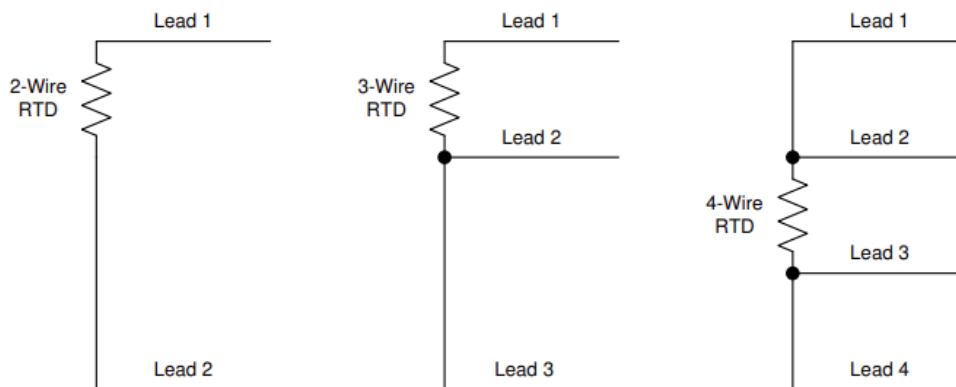 Lead 1
2-Wire
RTD
Lead 2
Lead 1
3-Wire
RTD
Lead 2
Lead 3
Lead 1
Lead 2
4-Wire
RTD
Lead 3
Lead 4